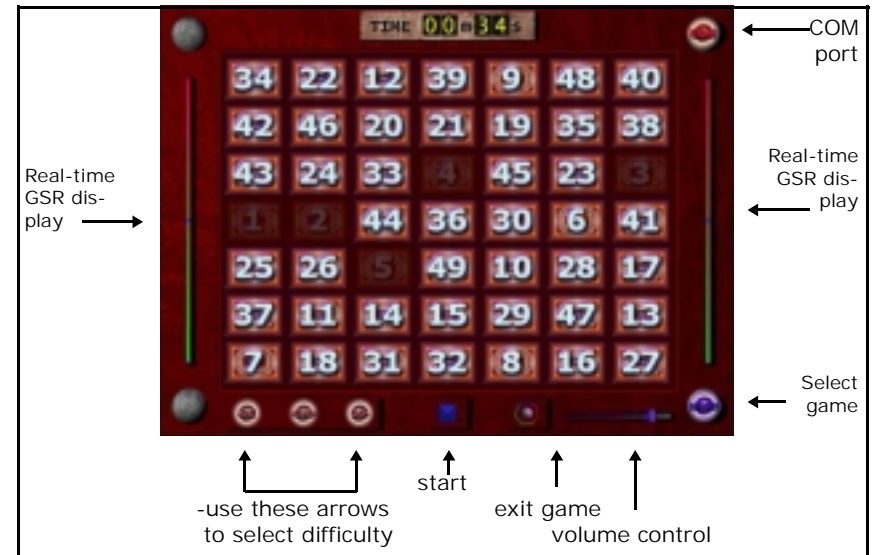 TIME 00m34s
COM
port
34 22 12 39 9 48 40
42 46 20 21 19 35 38
43 24 33 4 45 23 3
Real-time
GSR dis-
play
Real-time
GSR dis-
play
1 2 44 36 30 6 41
25 26 5 49 10 28 17
37 11 14 15 29 47 13
7 18 31 32 8 16 27
Select
game
-use these arrows
to select difficulty
start
exit game
volume control